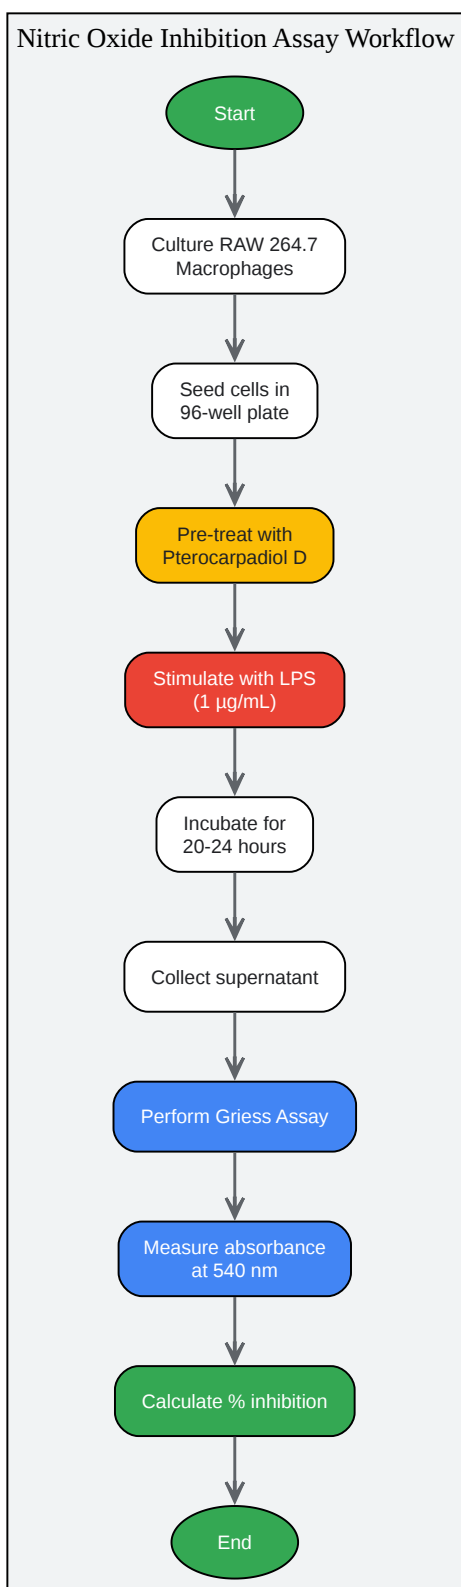 Nitric Oxide Inhibition Assay Workflow
Start
Culture RAW 264.7
Macrophages
Seed cells in
96-well plate
Pre-treat with
Pterocarpadiol D
Stimulate with LPS
(1 µg/mL)
Incubate for
20-24 hours
Collect supernatant
Perform Griess Assay
Measure absorbance
at 540 nm
Calculate % inhibition
End